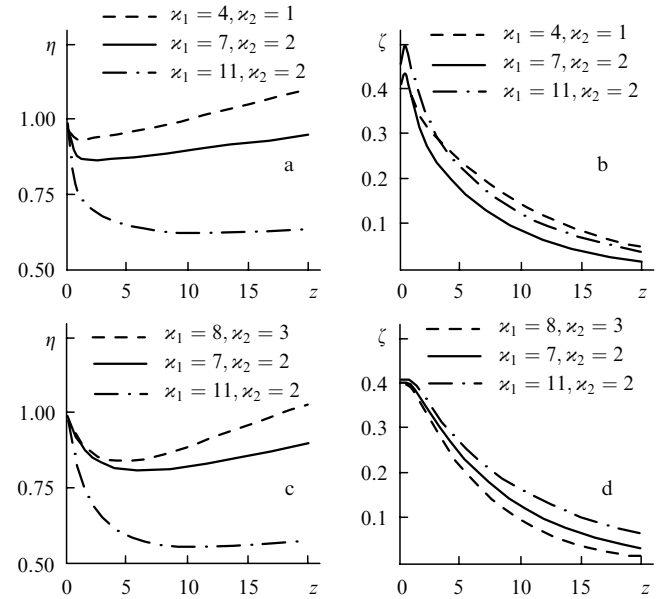 η
ϰ₁ = 4, ϰ₂ = 1
ϰ₁ = 7, ϰ₂ = 2
ϰ₁ = 11, ϰ₂ = 2
1.00
0.75
0.50
a
0 5 10 15 z
ζ
ϰ₁ = 4, ϰ₂ = 1
ϰ₁ = 7, ϰ₂ = 2
ϰ₁ = 11, ϰ₂ = 2
0.4
0.3
0.2
0.1
b
0 5 10 15 z
η
ϰ₁ = 8, ϰ₂ = 3
ϰ₁ = 7, ϰ₂ = 2
ϰ₁ = 11, ϰ₂ = 2
1.00
0.75
0.50
c
0 5 10 15 z
ζ
ϰ₁ = 8, ϰ₂ = 3
ϰ₁ = 7, ϰ₂ = 2
ϰ₁ = 11, ϰ₂ = 2
0.4
0.3
0.2
0.1
d
0 5 10 15 z